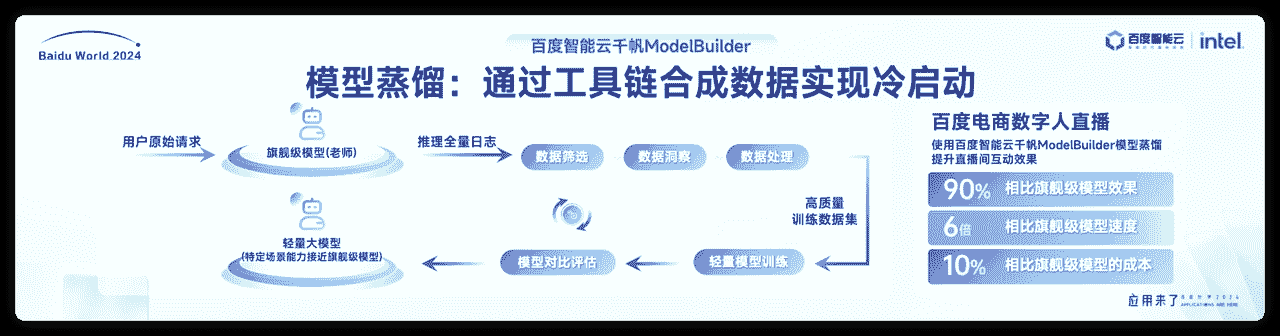 Baidu World 2024
百度智能云千帆ModelBuilder
百度智能云
intel.
模型蒸馏：通过工具链合成数据实现冷启动
用户原始请求
旗舰级模型(老师)
推理全量日志
数据筛选
数据洞察
数据处理
高质量
训练数据集
轻量大模型
(特定场景能力接近旗舰级模型)
模型对比评估
轻量模型训练
百度电商数字人直播
使用百度智能云千帆ModelBuilder模型蒸馏
提升直播间互动效果
90% 相比旗舰级模型效果
6倍 相比旗舰级模型速度
10% 相比旗舰级模型的成本
应用来了
APPLICATIONS ARE HERE